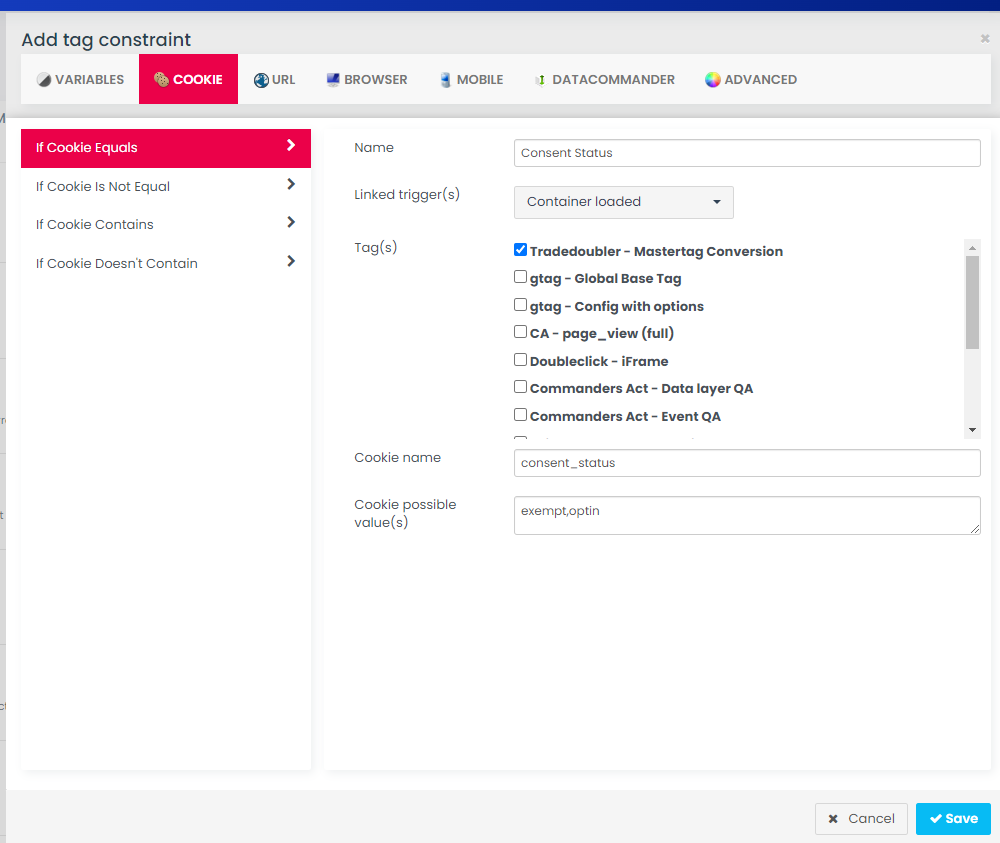 Add tag constraint
VARIABLES COOKIE URL BROWSER MOBILE DATACOMMANDER ADVANCED
If Cookie Equals
If Cookie Is Not Equal
If Cookie Contains
If Cookie Doesn't Contain
Name Consent Status
Linked trigger(s) Container loaded
Tag(s) Tradedoubler - Mastertag Conversion
gtag - Global Base Tag
gtag - Config with options
CA - page_view (full)
Doubleclick - iFrame
Commanders Act - Data layer QA
Commanders Act - Event QA
Cookie name consent_status
Cookie possible value(s) exempt,optin
Cancel Save